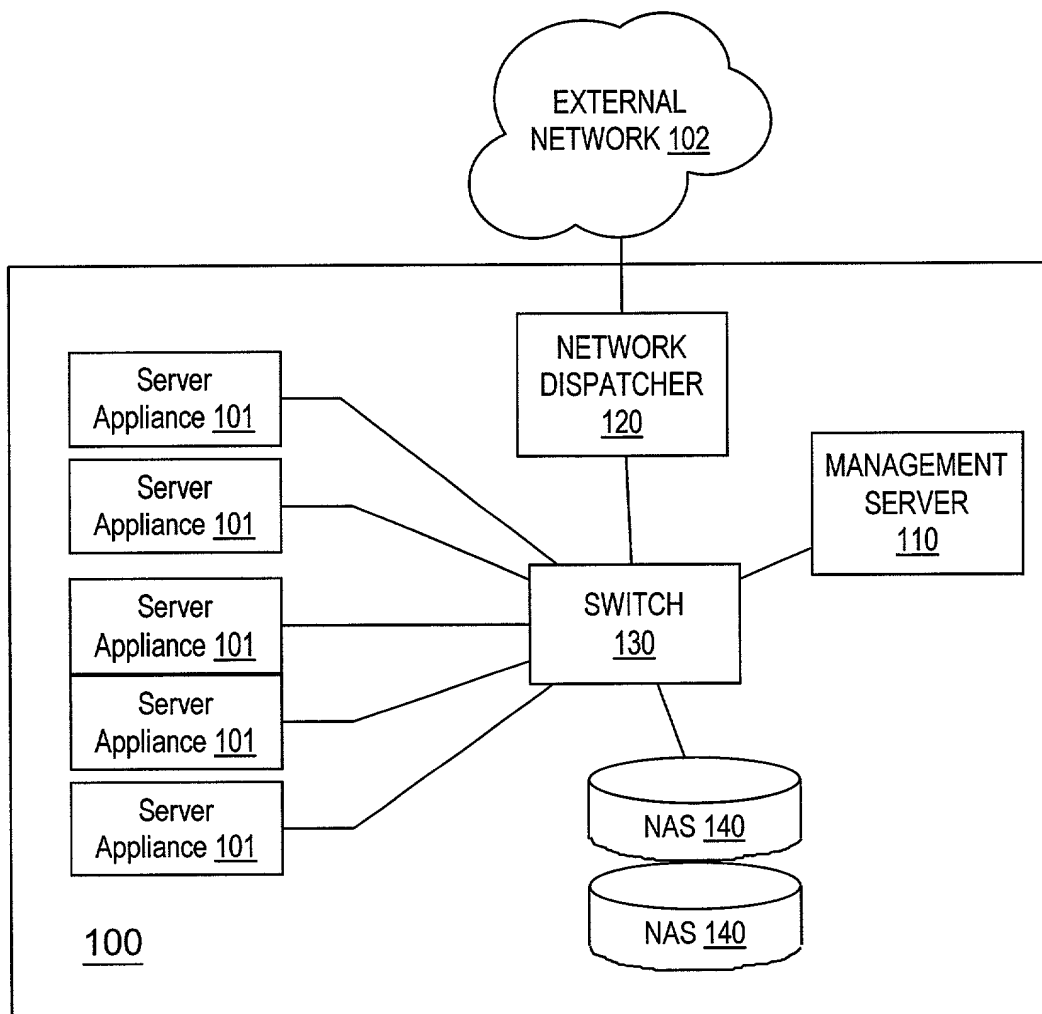 EXTERNAL
NETWORK 102
NETWORK
DISPATCHER
120
Server
Appliance 101
Server
Appliance 101
Server
Appliance 101
Server
Appliance 101
Server
Appliance 101
MANAGEMENT
SERVER
110
SWITCH
130
NAS 140
NAS 140
100